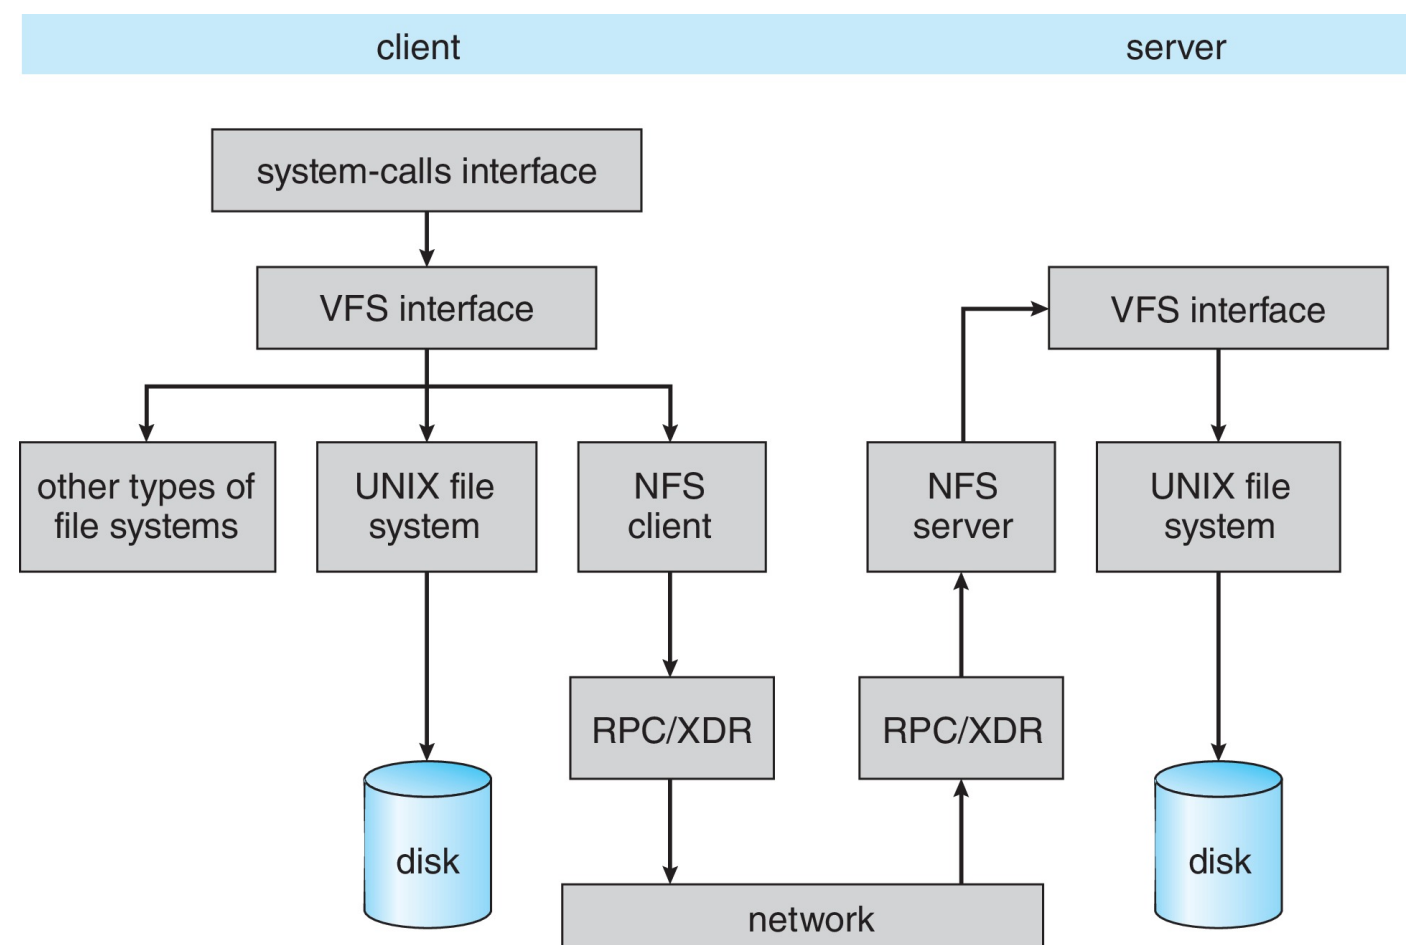 client
server
system-calls interface
VFS interface
VFS interface
other types of
file systems
UNIX file
system
NFS
client
NFS
server
UNIX file
system
RPC/XDR
RPC/XDR
disk
disk
network